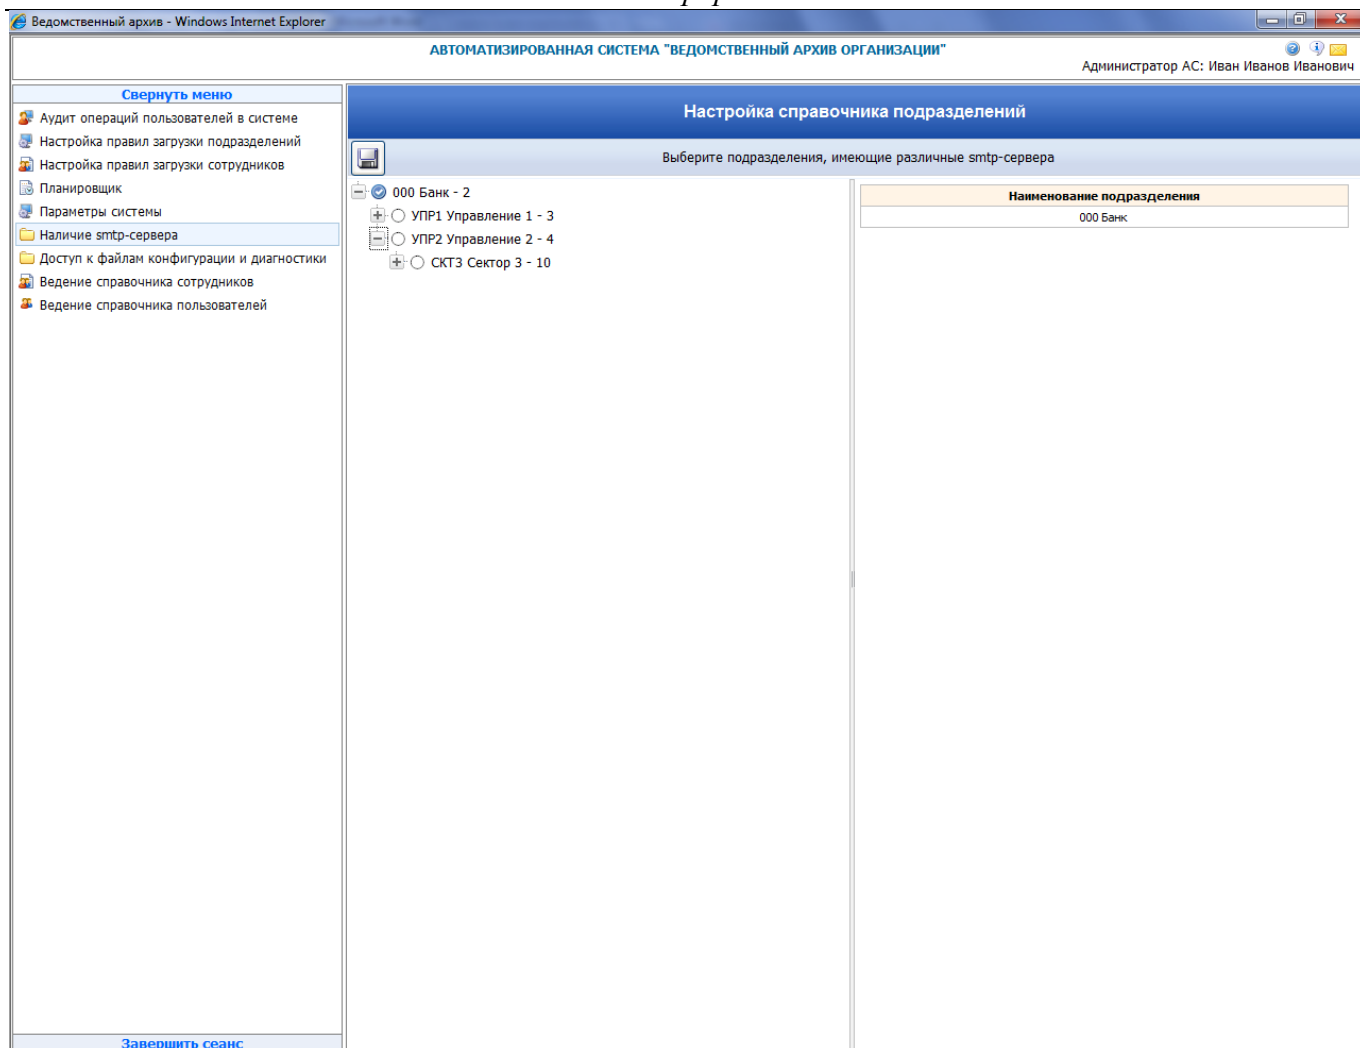 Ведомственный архив - Windows Internet Explorer
АВТОМАТИЗИРОВАННАЯ СИСТЕМА "ВЕДОМСТВЕННЫЙ АРХИВ ОРГАНИЗАЦИИ"
Администратор АС: Иван Иванов Иванович
Свернуть меню
Аудит операций пользователей в системе
Настройка правил загрузки подразделений
Настройка правил загрузки сотрудников
Планировщик
Параметры системы
Наличие smtp-сервера
Доступ к файлам конфигурации и диагностики
Ведение справочника сотрудников
Ведение справочника пользователей
Завершить сеанс
Настройка справочника подразделений
Выберите подразделения, имеющие различные smtp-сервера
000 Банк - 2
УПР1 Управление 1 - 3
УПР2 Управление 2 - 4
СКТ3 Сектор 3 - 10
Наименование подразделения
000 Банк